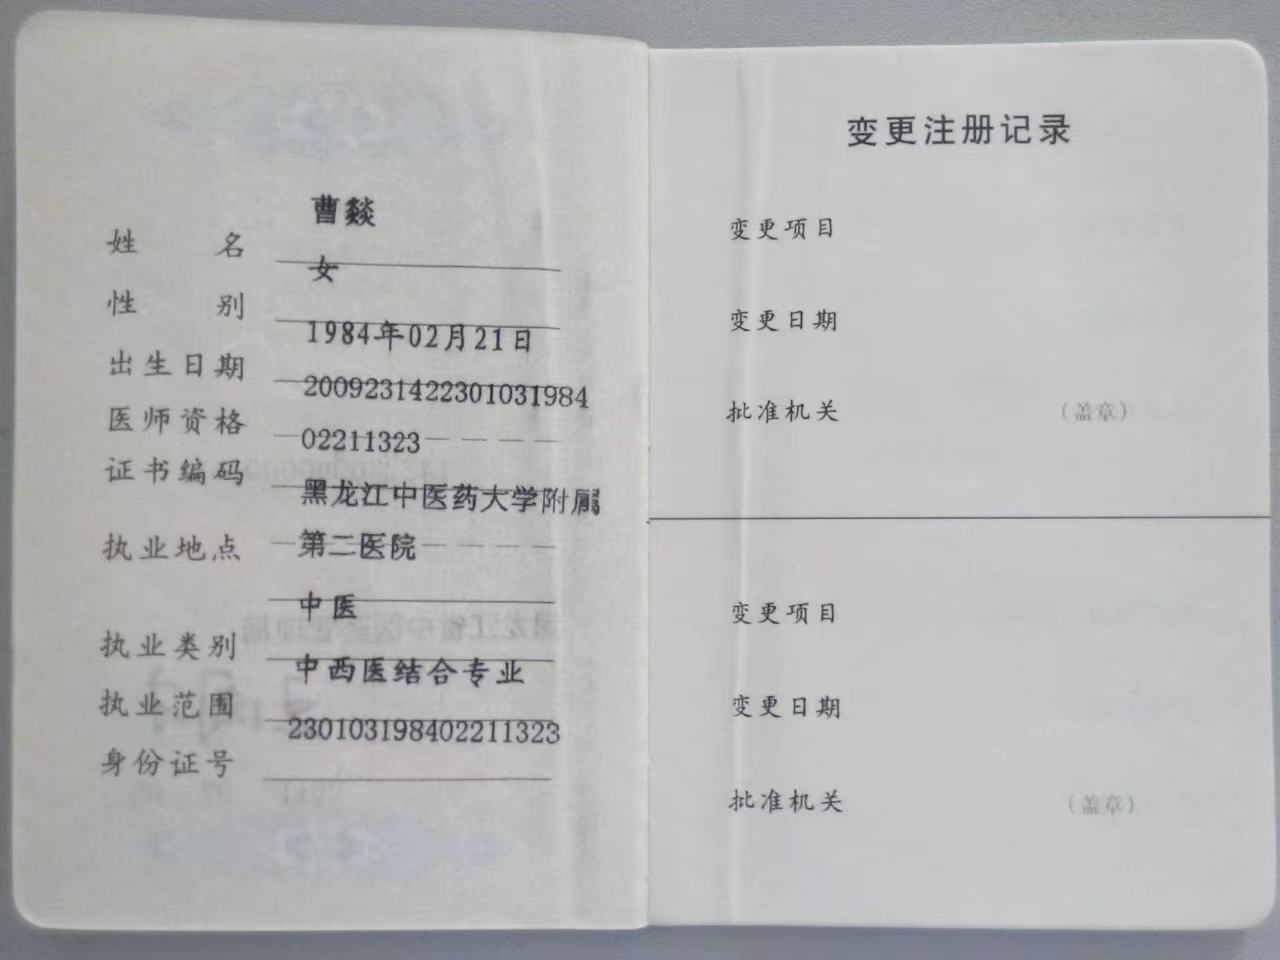 曹燚
姓名
女
性别
1984年02月21日
出生日期
2009231422301031984
医师资格
02211323
证书编码
黑龙江中医药大学附属
第二医院
执业地点
中医
执业类别
中西医结合专业
执业范围
230103198402211323
身份证号
变更注册记录
变更项目
变更日期
批准机关 (盖章)
变更项目
变更日期
批准机关 (盖章)